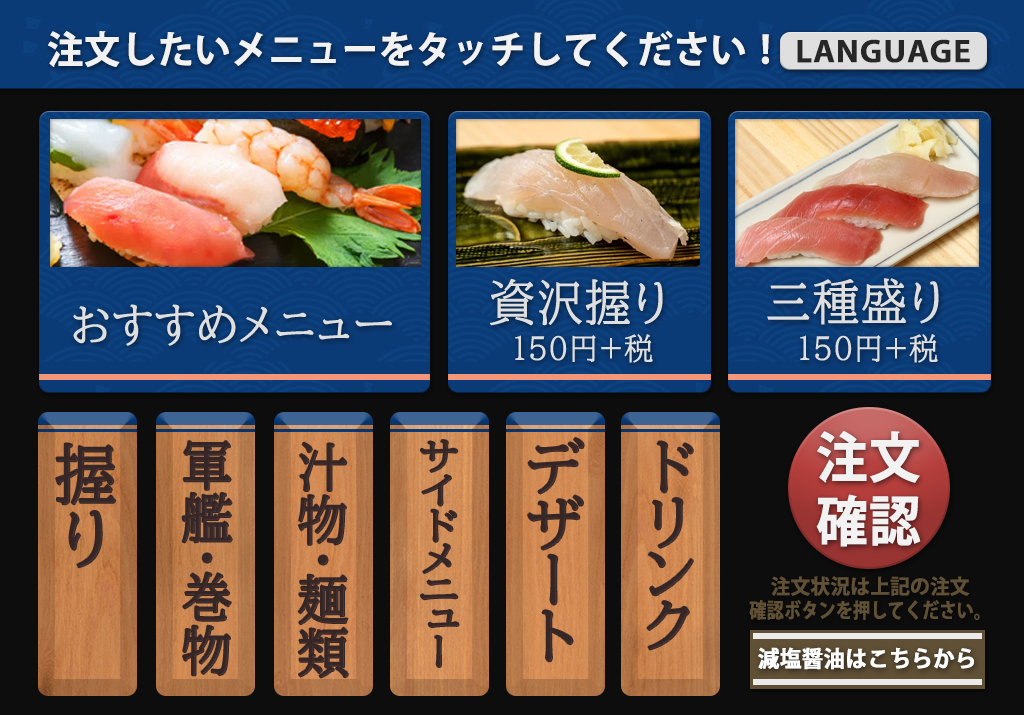 注文したいメニューをタッチしてください！
LANGUAGE
おすすめメニュー
資沢握り
150円+税
三種盛り
150円+税
握り
軍艦・巻物
汁物・麺類
サイドメニュー
デザート
ドリンク
注文
確認
注文状況は上記の注文
確認ボタンを押してください。
減塩醤油はこちらから